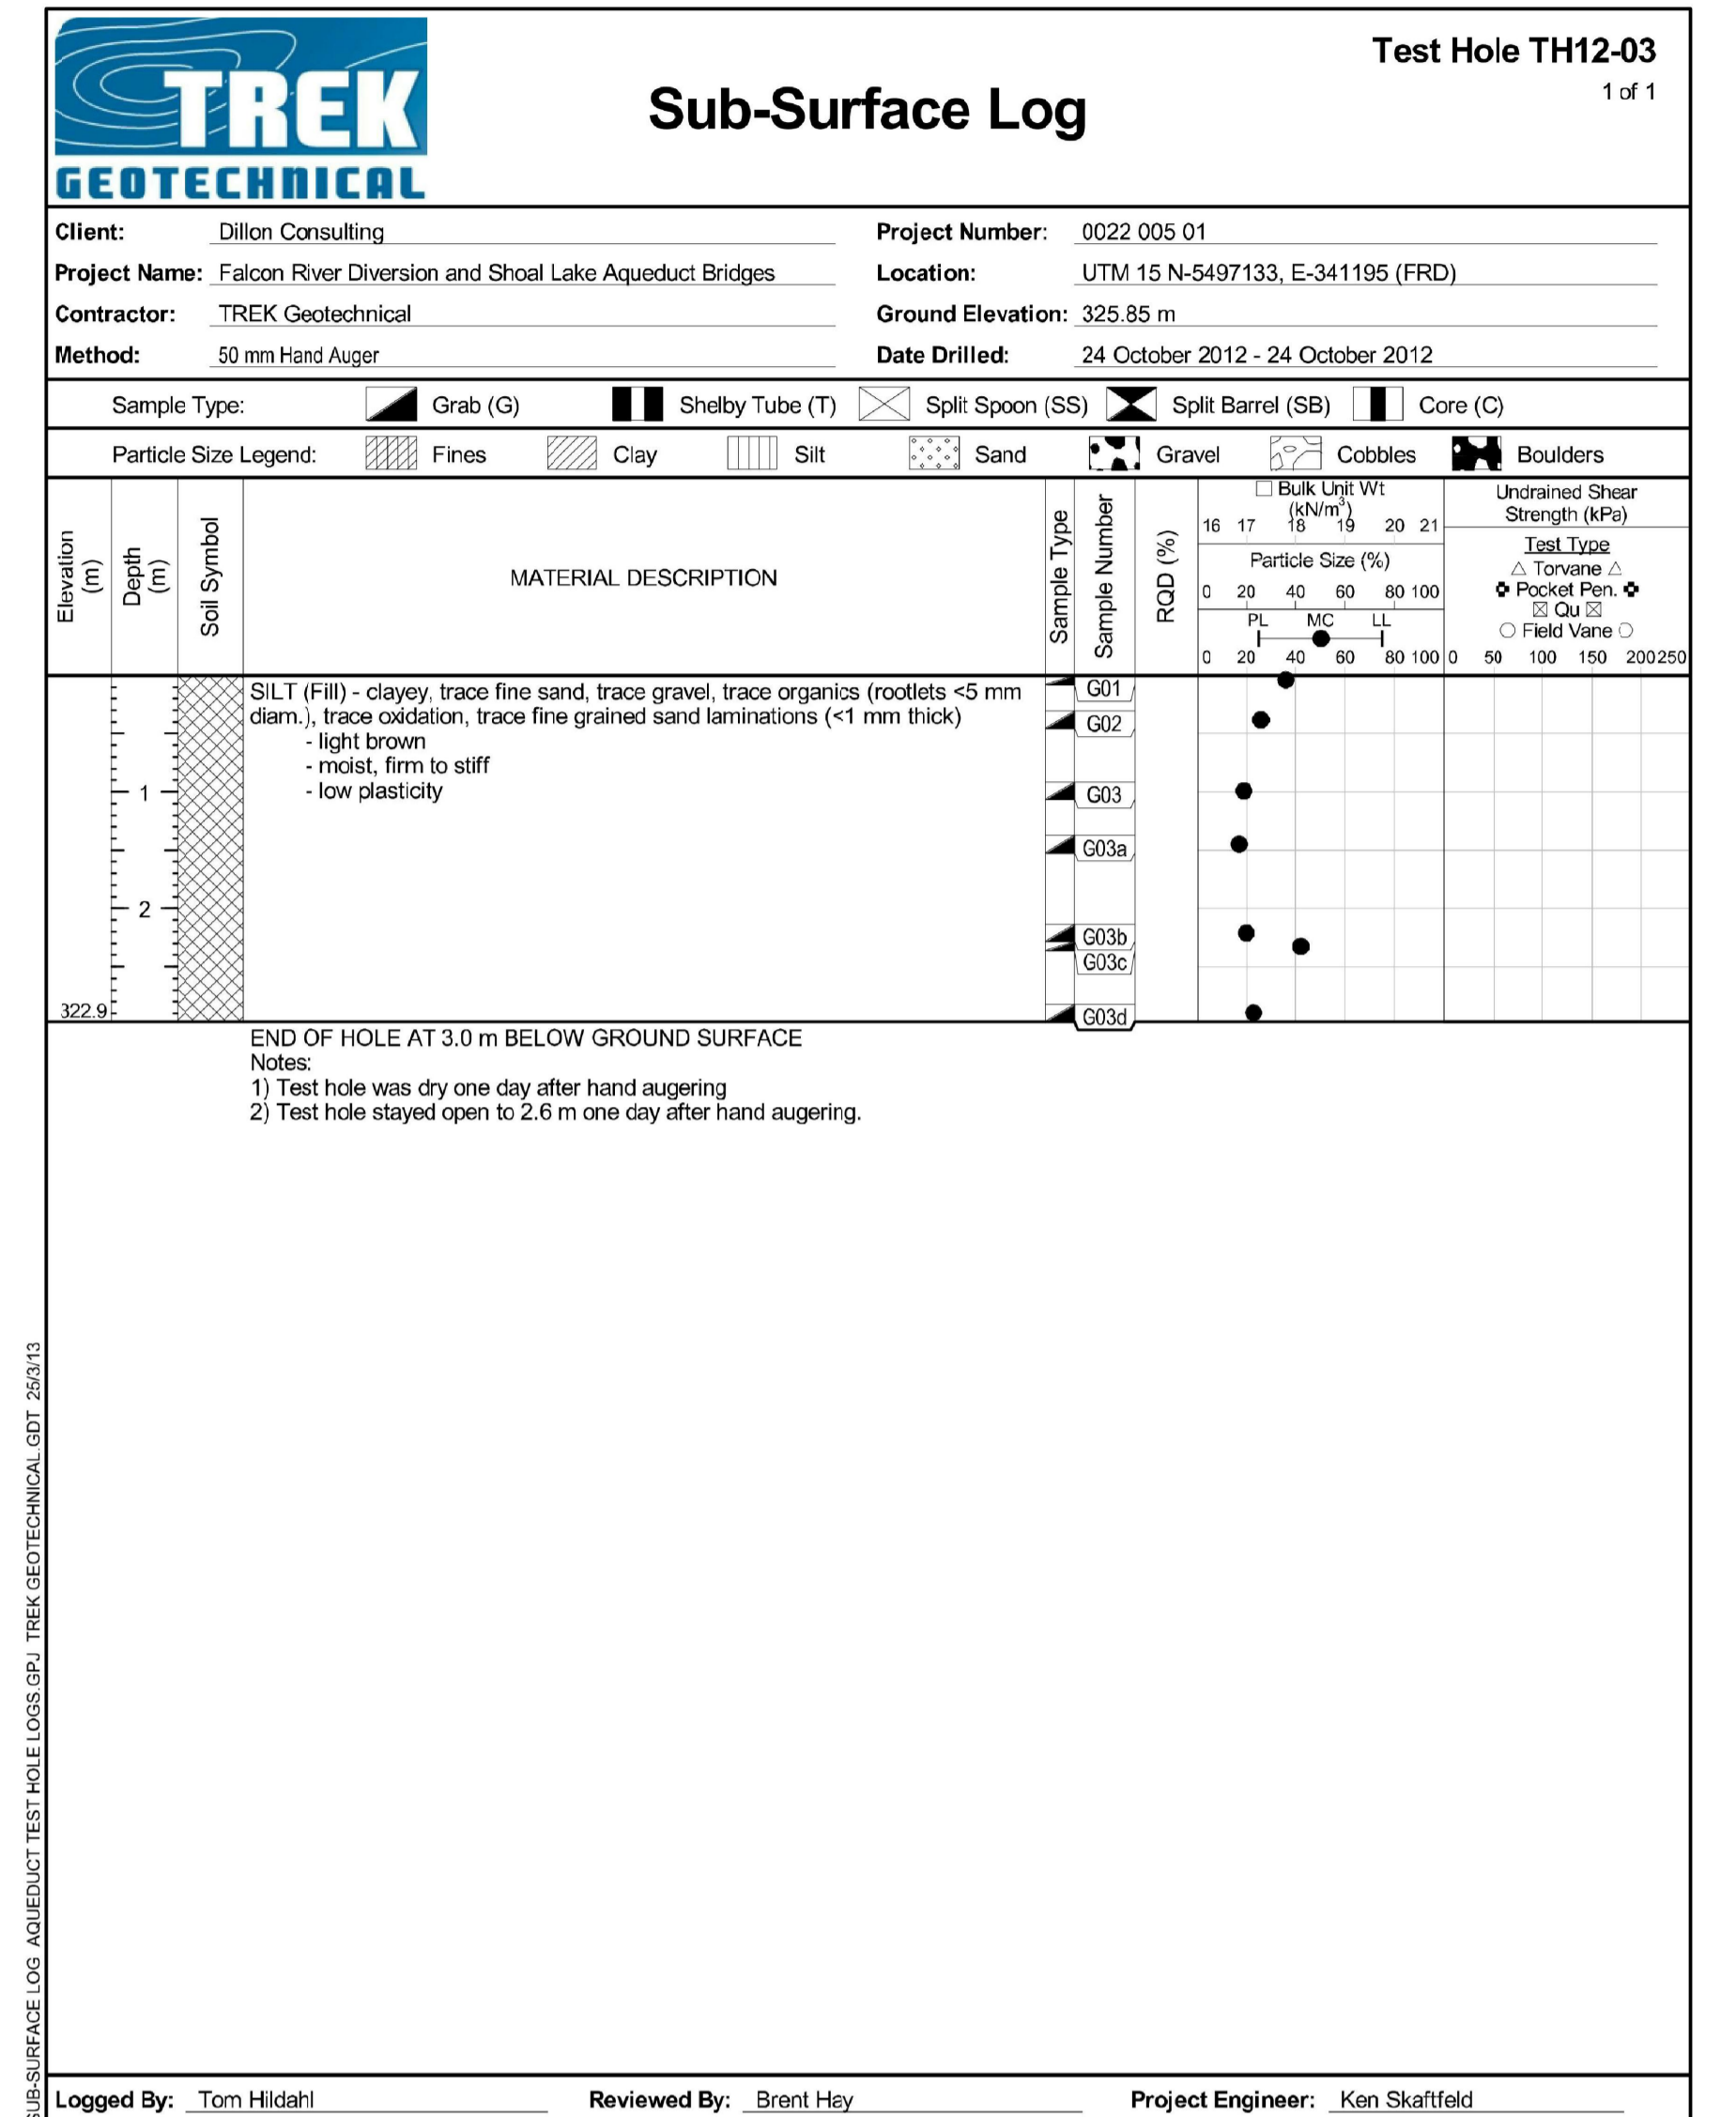 TREK
GEOTECHNICAL
Sub-Surface Log
Test Hole TH12-03
1 of 1
Client: Dillon Consulting
Project Number: 0022 005 01
Project Name: Falcon River Diversion and Shoal Lake Aqueduct Bridges
Location: UTM 15 N-5497133, E-341195 (FRD)
Contractor: TREK Geotechnical
Ground Elevation: 325.85 m
Method: 50 mm Hand Auger
Date Drilled: 24 October 2012 - 24 October 2012
Sample Type: Grab (G) Shelby Tube (T) Split Spoon (SS) Split Barrel (SB) Core (C)
Particle Size Legend: Fines Clay Silt Sand Gravel Cobbles Boulders
Elevation (m)
Depth (m)
Soil Symbol
MATERIAL DESCRIPTION
Sample Type
Sample Number
RQD (%)
Bulk Unit Wt
(kN/m³)
16 17 18 19 20 21
Particle Size (%)
0 20 40 60 80 100
PL MC LL
0 20 40 60 80 100
Undrained Shear
Strength (kPa)
Test Type
Torvane
Pocket Pen.
Qu
Field Vane
0 50 100 150 200 250
SILT (Fill) - clayey, trace fine sand, trace gravel, trace organics (rootlets <5 mm
diam.), trace oxidation, trace fine grained sand laminations (<1 mm thick)
- light brown
- moist, firm to stiff
- low plasticity
1
2
322.9
G01
G02
G03
G03a
G03b
G03c
G03d
END OF HOLE AT 3.0 m BELOW GROUND SURFACE
Notes:
1) Test hole was dry one day after hand augering
2) Test hole stayed open to 2.6 m one day after hand augering.
SUB-SURFACE LOG AQUEDUCT TEST HOLE LOGS.GPJ TREK GEOTECHNICAL.GDT 25/3/13
Logged By: Tom Hildahl
Reviewed By: Brent Hay
Project Engineer: Ken Skaftfeld